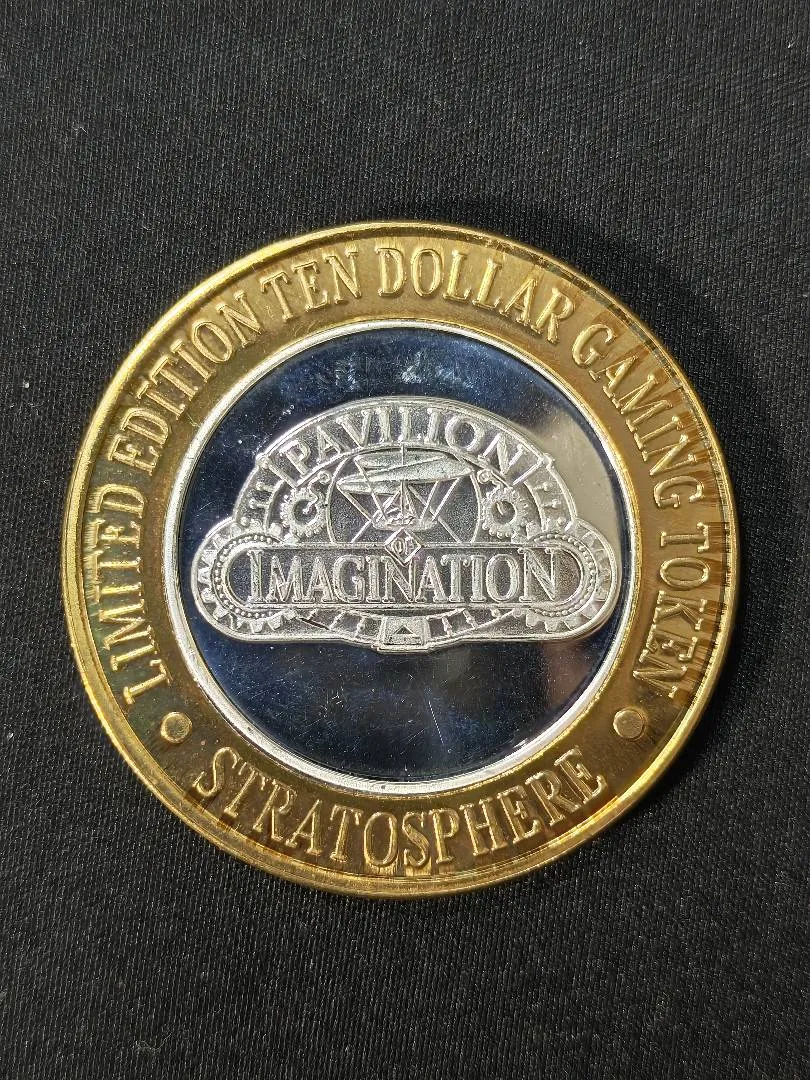 LIMITED EDITION TEN DOLLAR GAMING TOKEN
PAVILION
OF
IMAGINATION
STRATOSPHERE